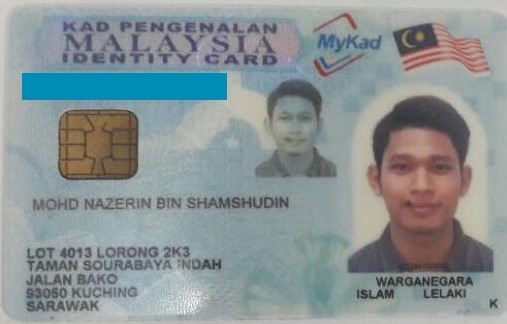 KAD PENGENALAN
MALAYSIA
IDENTITY CARD
MyKad
MOHD NAZERIN BIN SHAMSHUDIN
LOT 4013 LORONG 2K3
TAMAN SOURABAYA INDAH
JALAN BAKO
93050 KUCHING
SARAWAK
WARGANEGARA
ISLAM LELAKI
K